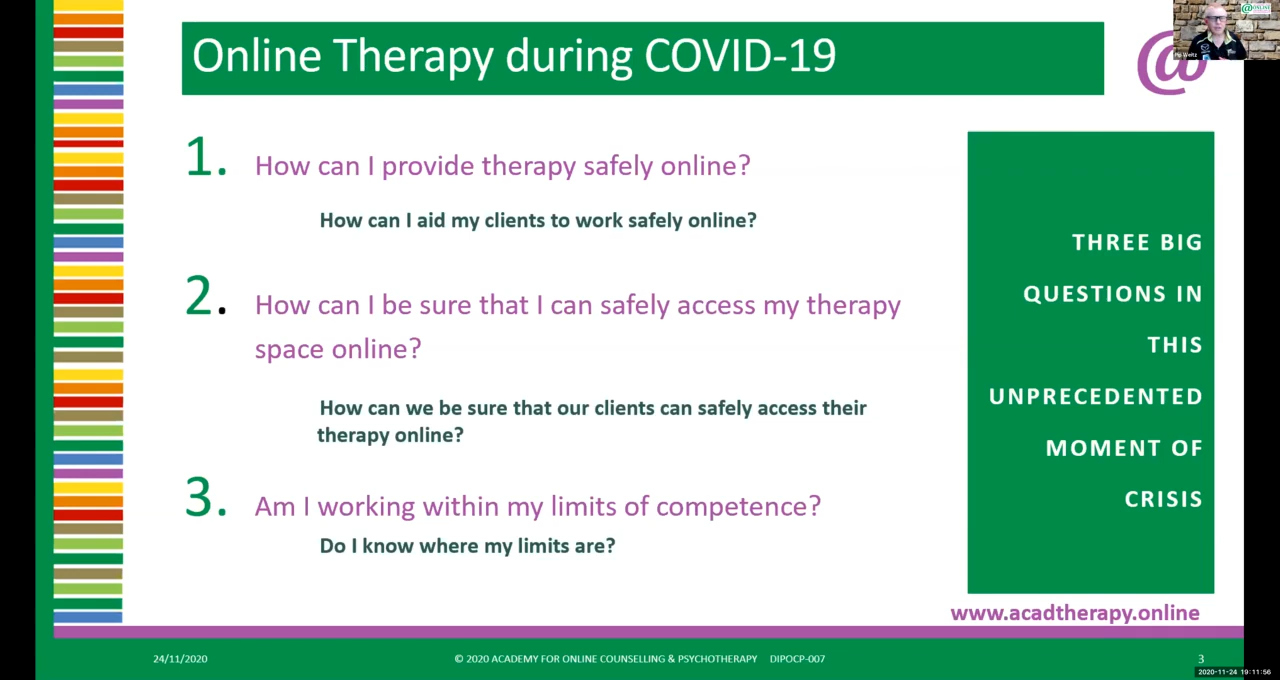 Online Therapy during COVID-19
@ONLINE
@
1. How can I provide therapy safely online?
How can I aid my clients to work safely online?
2. How can I be sure that I can safely access my therapy
space online?
How can we be sure that our clients can safely access their
therapy online?
3. Am I working within my limits of competence?
Do I know where my limits are?
THREE BIG
QUESTIONS IN
THIS
UNPRECEDENTED
MOMENT OF
CRISIS
www.acadtherapy.online
24/11/2020
© 2020 ACADEMY FOR ONLINE COUNSELLING & PSYCHOTHERAPY DIPOCP-007
3
2020-11-24 19:11:56